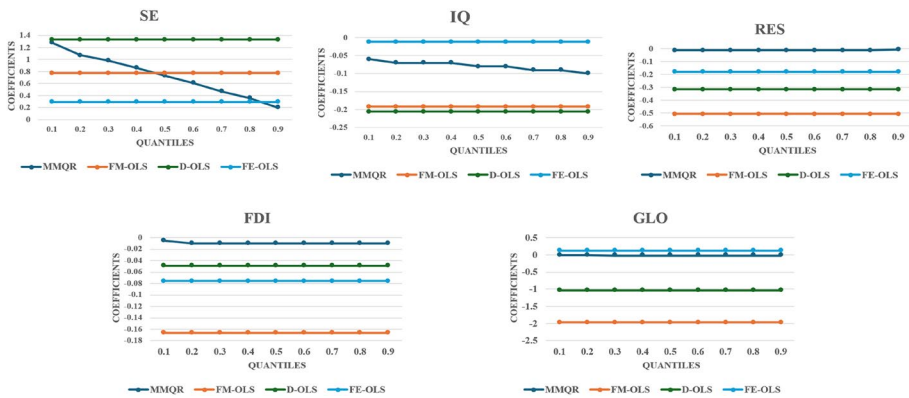 SE
COEFFICIENTS
1.4
1.2
1
0.8
0.6
0.4
0.2
0
0.1 0.2 0.3 0.4 0.5 0.6 0.7 0.8 0.9
QUANTILES
MMQR FM-OLS D-OLS FE-OLS
IQ
COEFFICIENTS
0
-0.05
-0.1
-0.15
-0.2
-0.25
0.1 0.2 0.3 0.4 0.5 0.6 0.7 0.8 0.9
QUANTILES
MMQR FM-OLS D-OLS FE-OLS
RES
COEFFICIENTS
0
-0.1
-0.2
-0.3
-0.4
-0.5
-0.6
0.1 0.2 0.3 0.4 0.5 0.6 0.7 0.8 0.9
QUANTILES
MMQR FM-OLS D-OLS FE-OLS
FDI
COEFFICIENTS
0
-0.02
-0.04
-0.06
-0.08
-0.1
-0.12
-0.14
-0.16
-0.18
0.1 0.2 0.3 0.4 0.5 0.6 0.7 0.8 0.9
QUANTILES
MMQR FM-OLS D-OLS FE-OLS
GLO
COEFFICIENTS
0.5
0
-0.5
-1
-1.5
-2
-2.5
0.1 0.2 0.3 0.4 0.5 0.6 0.7 0.8 0.9
QUANTILES
MMQR FM-OLS D-OLS FE-OLS